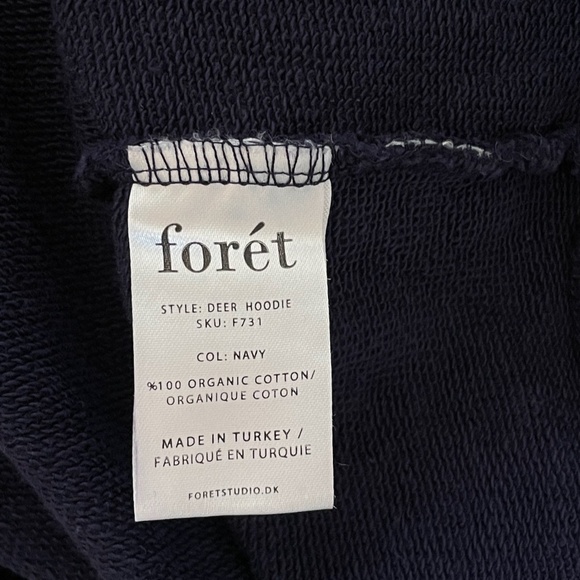 forét
STYLE: DEER HOODIE
SKU: F731
COL: NAVY
%100 ORGANIC COTTON/
ORGANIQUE COTON
MADE IN TURKEY /
FABRIQUÉ EN TURQUIE
FORETSTUDIO.DK